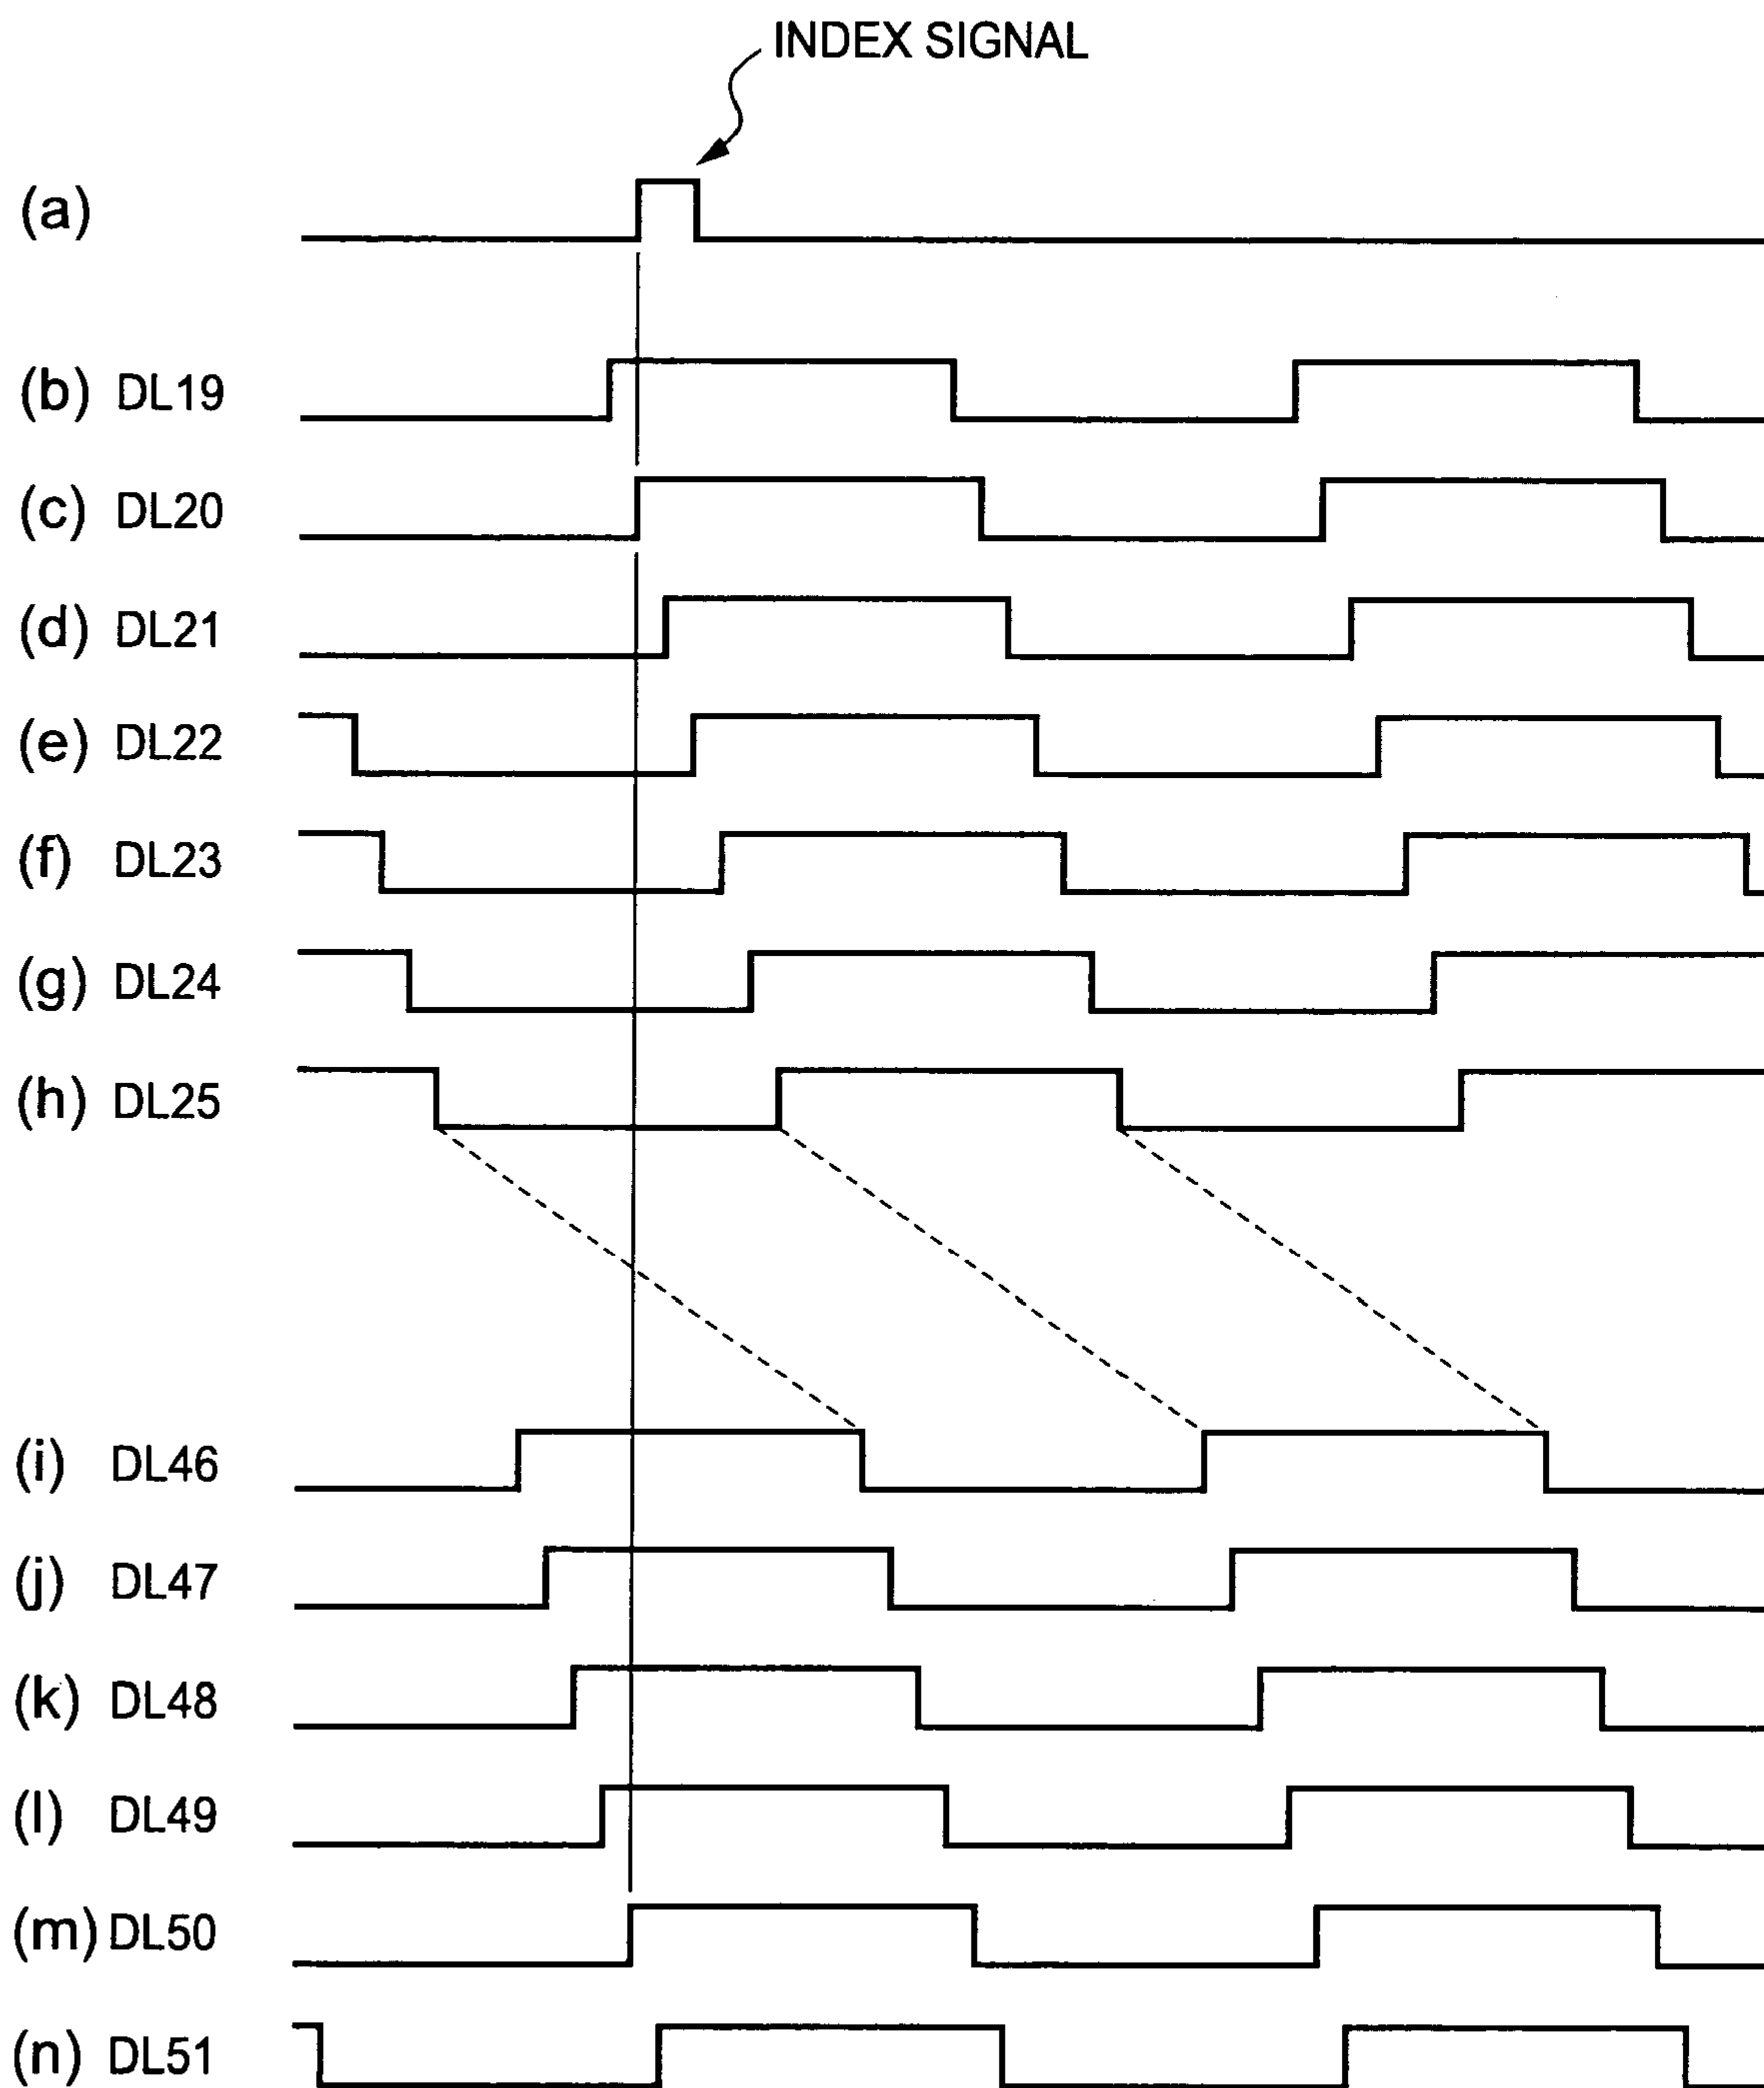 INDEX SIGNAL
(a)
(b) DL19
(c) DL20
(d) DL21
(e) DL22
(f) DL23
(g) DL24
(h) DL25
(i) DL46
(j) DL47
(k) DL48
(l) DL49
(m) DL50
(n) DL51